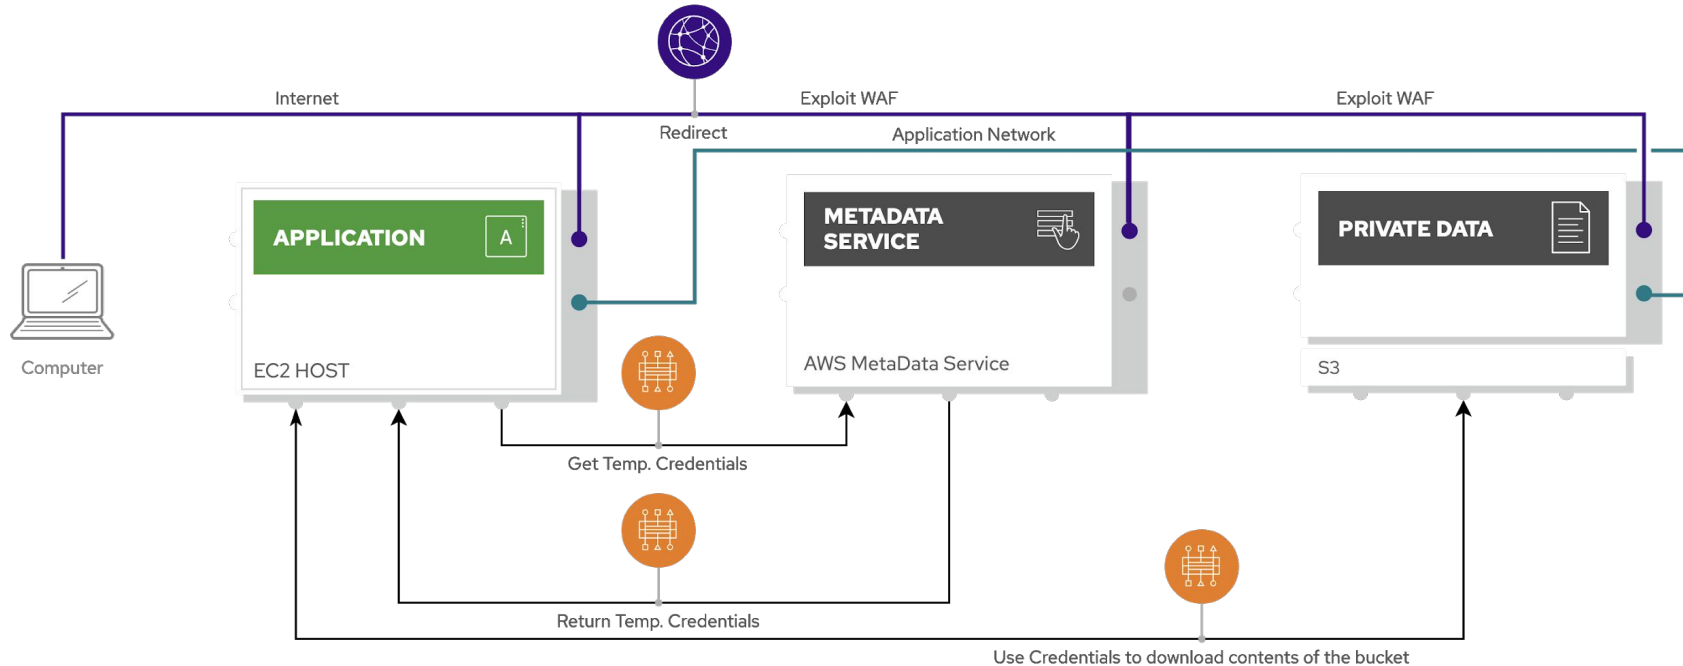 Internet
Exploit WAF
Exploit WAF
Redirect
Application Network
APPLICATION
A
METADATA
SERVICE
PRIVATE DATA
Computer
EC2 HOST
AWS MetaData Service
S3
Get Temp. Credentials
Return Temp. Credentials
Use Credentials to download contents of the bucket